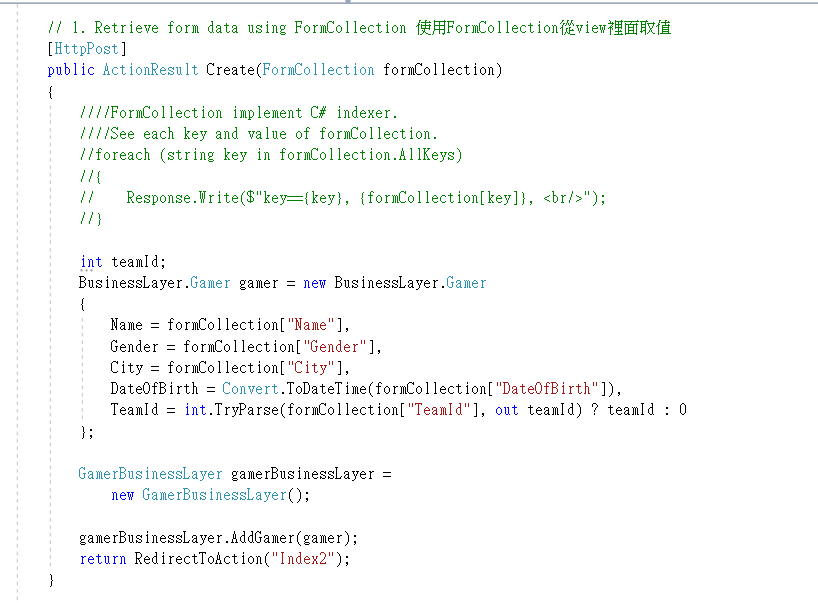 // 1. Retrieve form data using FormCollection 使用FormCollection從view裡面取值
[HttpPost]
public ActionResult Create(FormCollection formCollection)
{
////FormCollection implement C# indexer.
////See each key and value of formCollection.
//foreach (string key in formCollection.AllKeys)
//{
//    Response.Write($"key=={key}, {formCollection[key]}, <br/>");
//}
int teamId;
BusinessLayer.Gamer gamer = new BusinessLayer.Gamer
{
Name = formCollection["Name"],
Gender = formCollection["Gender"],
City = formCollection["City"],
DateOfBirth = Convert.ToDateTime(formCollection["DateOfBirth"]),
TeamId = int.TryParse(formCollection["TeamId"], out teamId) ? teamId : 0
};
GamerBusinessLayer gamerBusinessLayer =
new GamerBusinessLayer();
gamerBusinessLayer.AddGamer(gamer);
return RedirectToAction("Index2");
}